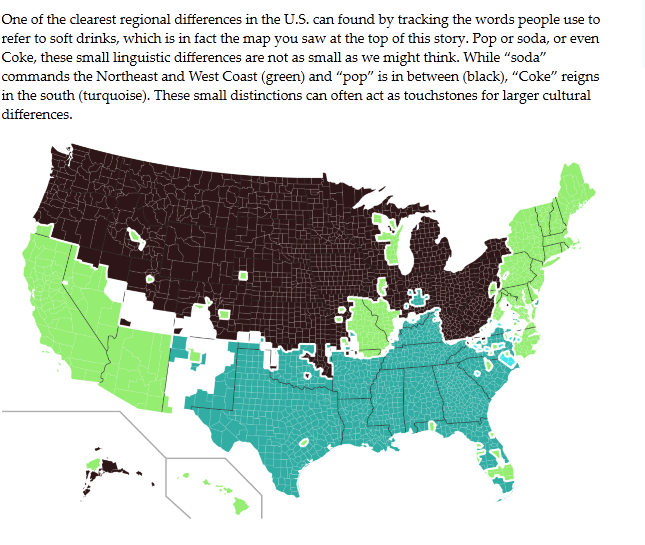 One of the clearest regional differences in the U.S. can found by tracking the words people use to
refer to soft drinks, which is in fact the map you saw at the top of this story. Pop or soda, or even
Coke, these small linguistic differences are not as small as we might think. While “soda”
commands the Northeast and West Coast (green) and “pop” is in between (black), “Coke” reigns
in the south (turquoise). These small distinctions can often act as touchstones for larger cultural
differences.